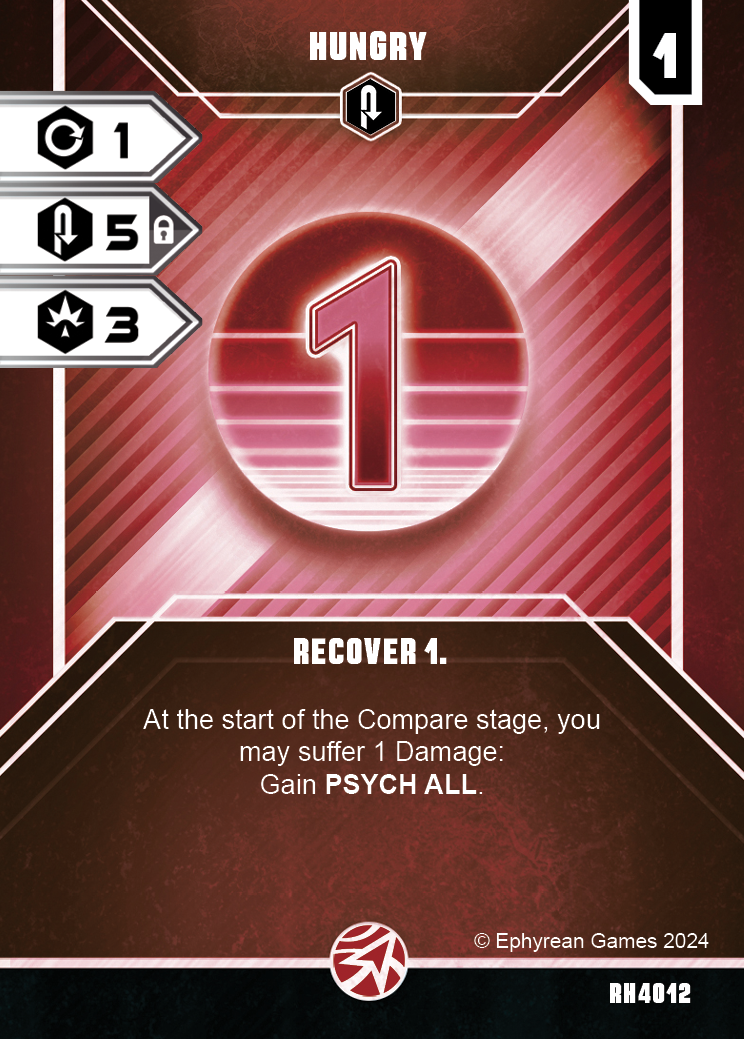 HUNGRY
1
1
5
3
1
RECOVER 1.
At the start of the Compare stage, you
may suffer 1 Damage:
Gain PSYCH ALL.
© Ephyrean Games 2024
RH4012